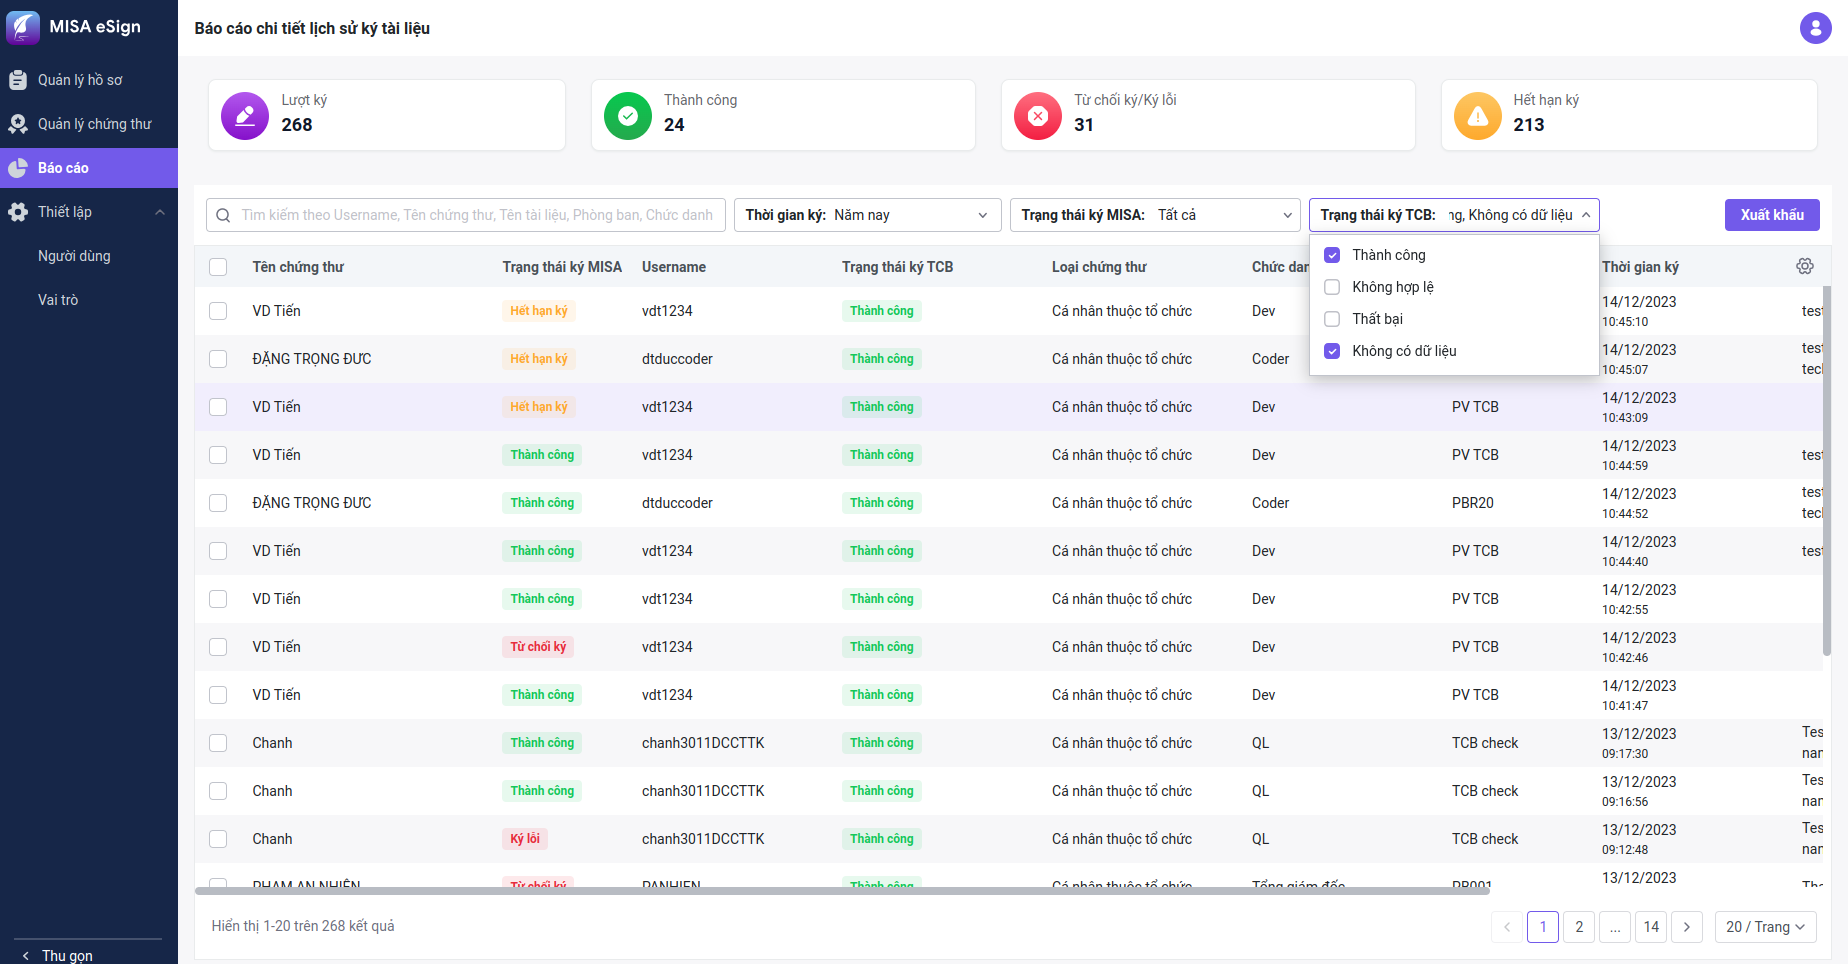 MISA eSign
Báo cáo chi tiết lịch sử ký tài liệu
Quản lý hồ sơ
Quản lý chứng thư
Báo cáo
Thiết lập
Người dùng
Vai trò
Thu gọn
Lượt ký
268
Thành công
24
Từ chối ký/Ký lỗi
31
Hết hạn ký
213
Tìm kiếm theo Username, Tên chứng thư, Tên tài liệu, Phòng ban, Chức danh
Thời gian ký: Năm nay
Trạng thái ký MISA: Tất cả
Trạng thái ký TCB: ng, Không có dữ liệu
Xuất khẩu
Thành công
Không hợp lệ
Thất bại
Không có dữ liệu
Tên chứng thư Trạng thái ký MISA Username Trạng thái ký TCB Loại chứng thư Chức dan Thời gian ký
VD Tiến Hết hạn ký vdt1234 Thành công Cá nhân thuộc tổ chức Dev 14/12/2023 10:45:10 test
ĐẶNG TRỌNG ĐƯC Hết hạn ký dtduccoder Thành công Cá nhân thuộc tổ chức Coder 14/12/2023 10:45:07 test tecl
VD Tiến Hết hạn ký vdt1234 Thành công Cá nhân thuộc tổ chức Dev PV TCB 14/12/2023 10:43:09
VD Tiến Thành công vdt1234 Thành công Cá nhân thuộc tổ chức Dev PV TCB 14/12/2023 10:44:59 test
ĐẶNG TRỌNG ĐƯC Thành công dtduccoder Thành công Cá nhân thuộc tổ chức Coder PBR20 14/12/2023 10:44:52 test tecl
VD Tiến Thành công vdt1234 Thành công Cá nhân thuộc tổ chức Dev PV TCB 14/12/2023 10:44:40 test
VD Tiến Thành công vdt1234 Thành công Cá nhân thuộc tổ chức Dev PV TCB 14/12/2023 10:42:55
VD Tiến Từ chối ký vdt1234 Thành công Cá nhân thuộc tổ chức Dev PV TCB 14/12/2023 10:42:46
VD Tiến Thành công vdt1234 Thành công Cá nhân thuộc tổ chức Dev PV TCB 14/12/2023 10:41:47
Chanh Thành công chanh3011DCCTTK Thành công Cá nhân thuộc tổ chức QL TCB check 13/12/2023 09:17:30 Tes nan
Chanh Thành công chanh3011DCCTTK Thành công Cá nhân thuộc tổ chức QL TCB check 13/12/2023 09:16:56 Tes nan
Chanh Ký lỗi chanh3011DCCTTK Thành công Cá nhân thuộc tổ chức QL TCB check 13/12/2023 09:12:48 Tes nan
PHẠM AN NHIÊN Từ chối ký PANHIEN Thành công Cá nhân thuộc tổ chức Tổng giám đốc PB001 13/12/2023
Hiển thị 1-20 trên 268 kết quả
1 2 ... 14
20 / Trang